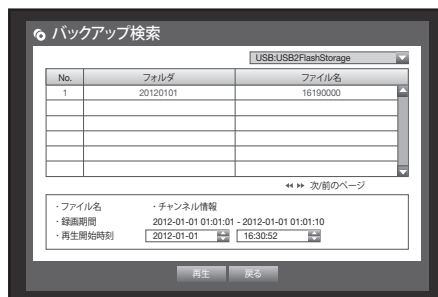 バックアップ検索
USB:USB2FlashStorage
No. フォルダ ファイル名
1 20120101 16190000
次/前のページ
・ファイル名 ・チャンネル情報
・録画期間 2012-01-01 01:01:01 - 2012-01-01 01:01:10
・再生開始時刻 2012-01-01 16:30:52
再生 戻る